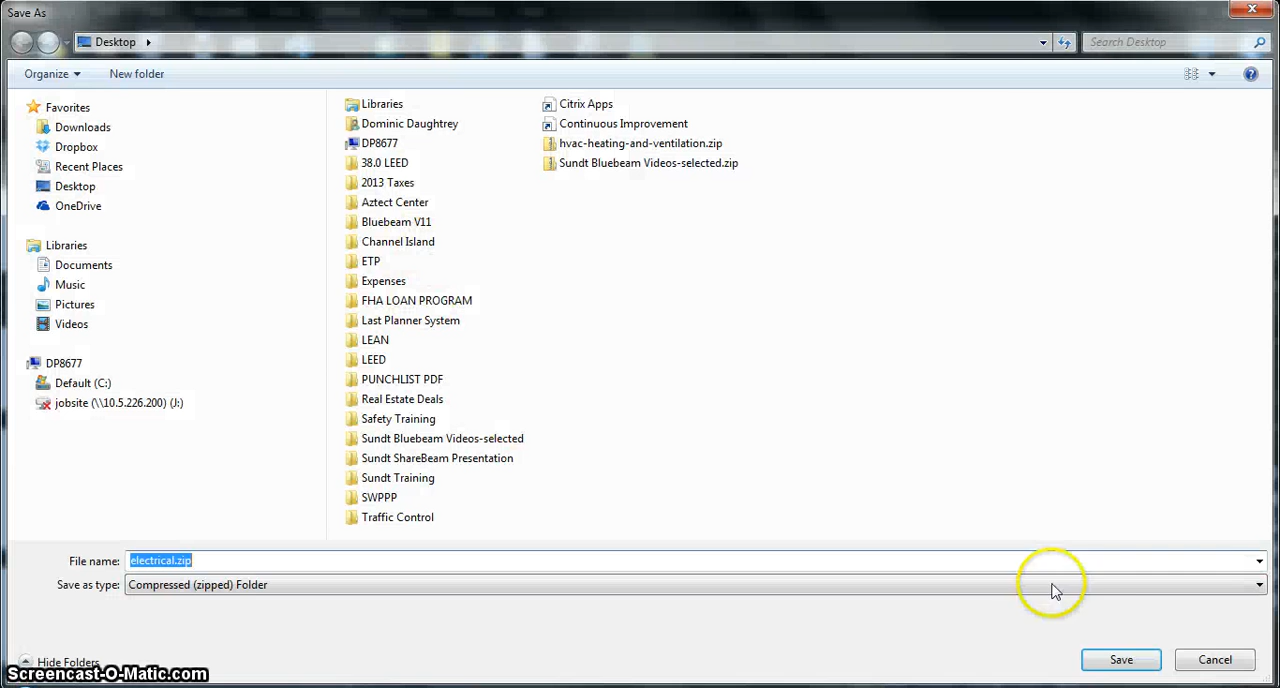 Save As
Desktop
Search Desktop
Organize
New folder
Favorites
Downloads
Dropbox
Recent Places
Desktop
OneDrive
Libraries
Documents
Music
Pictures
Videos
DP8677
Default (C:)
jobsite (\\10.5.226.200) (J:)
Libraries
Dominic Daughtrey
DP8677
38.0 LEED
2013 Taxes
Aztect Center
Bluebeam V11
Channel Island
ETP
Expenses
FHA LOAN PROGRAM
Last Planner System
LEAN
LEED
PUNCHLIST PDF
Real Estate Deals
Safety Training
Sundt Bluebeam Videos-selected
Sundt ShareBeam Presentation
Sundt Training
SWPPP
Traffic Control
Citrix Apps
Continuous Improvement
hvac-heating-and-ventilation.zip
Sundt Bluebeam Videos-selected.zip
File name: electrical.zip
Save as type: Compressed (zipped) Folder
Hide Folders
Save
Cancel
Screencast-O-Matic.com